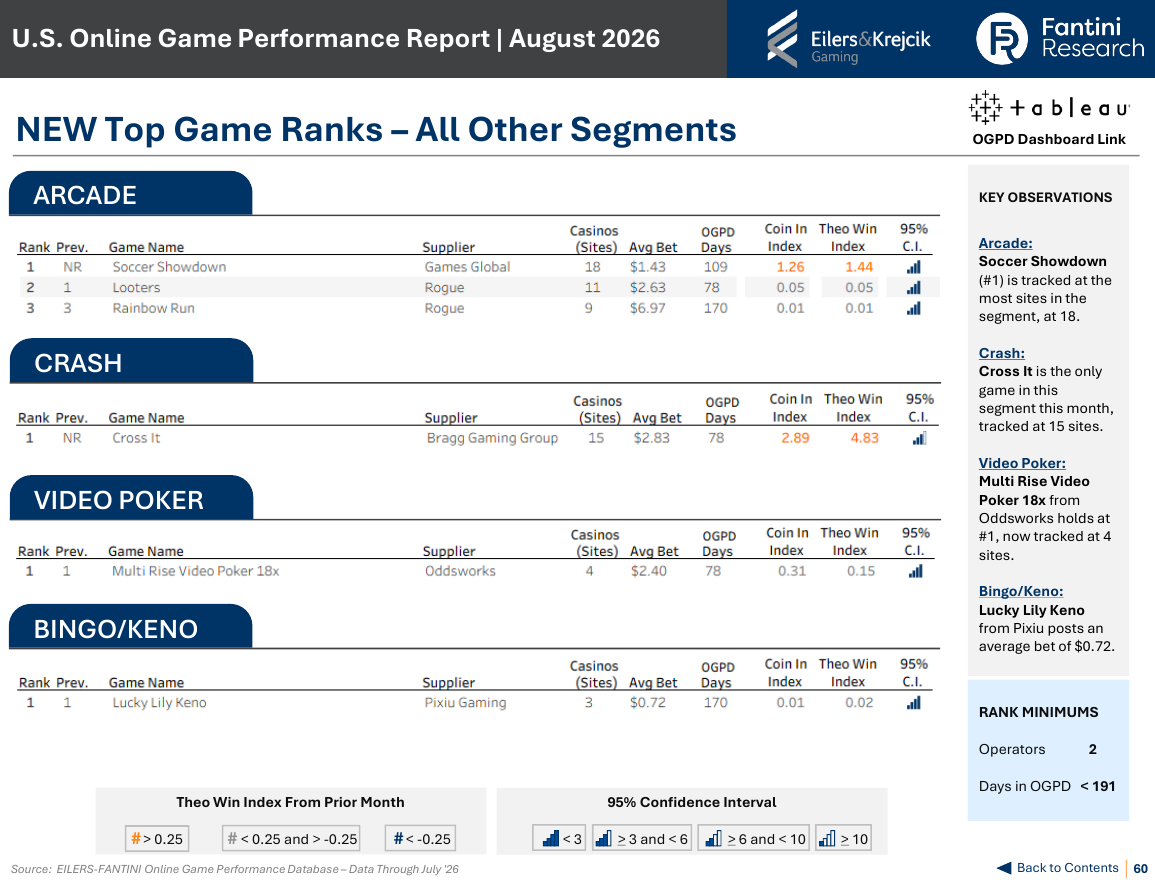 U.S. Online Game Performance Report | August 2026
Eilers&Krejcik
Gaming
Fantini
Research
NEW Top Game Ranks – All Other Segments
+ a b l e a u
OGPD Dashboard Link
ARCADE
Rank Prev. Game Name Supplier Casinos (Sites) Avg Bet OGPD Days Coin In Index Theo Win Index 95% C.I.
1 NR Soccer Showdown Games Global 18 $1.43 109 1.26 1.44
2 1 Looters Rogue 11 $2.63 78 0.05 0.05
3 3 Rainbow Run Rogue 9 $6.97 170 0.01 0.01
CRASH
Rank Prev. Game Name Supplier Casinos (Sites) Avg Bet OGPD Days Coin In Index Theo Win Index 95% C.I.
1 NR Cross It Bragg Gaming Group 15 $2.83 78 2.89 4.83
VIDEO POKER
Rank Prev. Game Name Supplier Casinos (Sites) Avg Bet OGPD Days Coin In Index Theo Win Index 95% C.I.
1 1 Multi Rise Video Poker 18x Oddsworks 4 $2.40 78 0.31 0.15
BINGO/KENO
Rank Prev. Game Name Supplier Casinos (Sites) Avg Bet OGPD Days Coin In Index Theo Win Index 95% C.I.
1 1 Lucky Lily Keno Pixiu Gaming 3 $0.72 170 0.01 0.02
KEY OBSERVATIONS
Arcade:
Soccer Showdown
(#1) is tracked at the
most sites in the
segment, at 18.
Crash:
Cross It is the only
game in this
segment this month,
tracked at 15 sites.
Video Poker:
Multi Rise Video
Poker 18x from
Oddsworks holds at
#1, now tracked at 4
sites.
Bingo/Keno:
Lucky Lily Keno
from Pixiu posts an
average bet of $0.72.
RANK MINIMUMS
Operators 2
Days in OGPD < 191
Theo Win Index From Prior Month
# > 0.25 # < 0.25 and > -0.25 # < -0.25
95% Confidence Interval
< 3 ≥ 3 and < 6 ≥ 6 and < 10 ≥ 10
Source: EILERS-FANTINI Online Game Performance Database – Data Through July '26
Back to Contents | 60